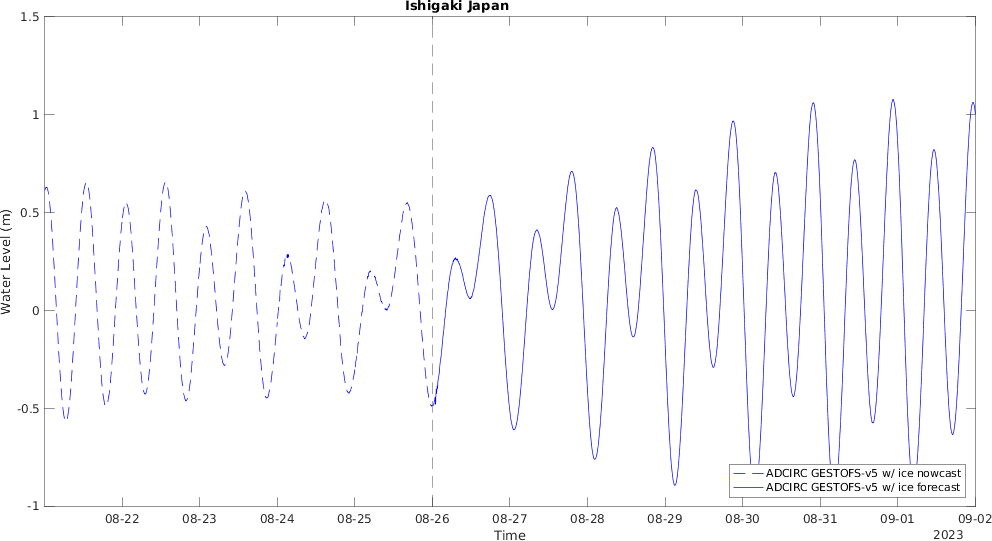 Ishigaki Japan
1.5
1
0.5
0
-0.5
-1
Water Level (m)
08-22 08-23 08-24 08-25 08-26 08-27 08-28 08-29 08-30 08-31 09-01 09-02
Time
2023
ADCIRC GESTOFS-v5 w/ ice nowcast
ADCIRC GESTOFS-v5 w/ ice forecast